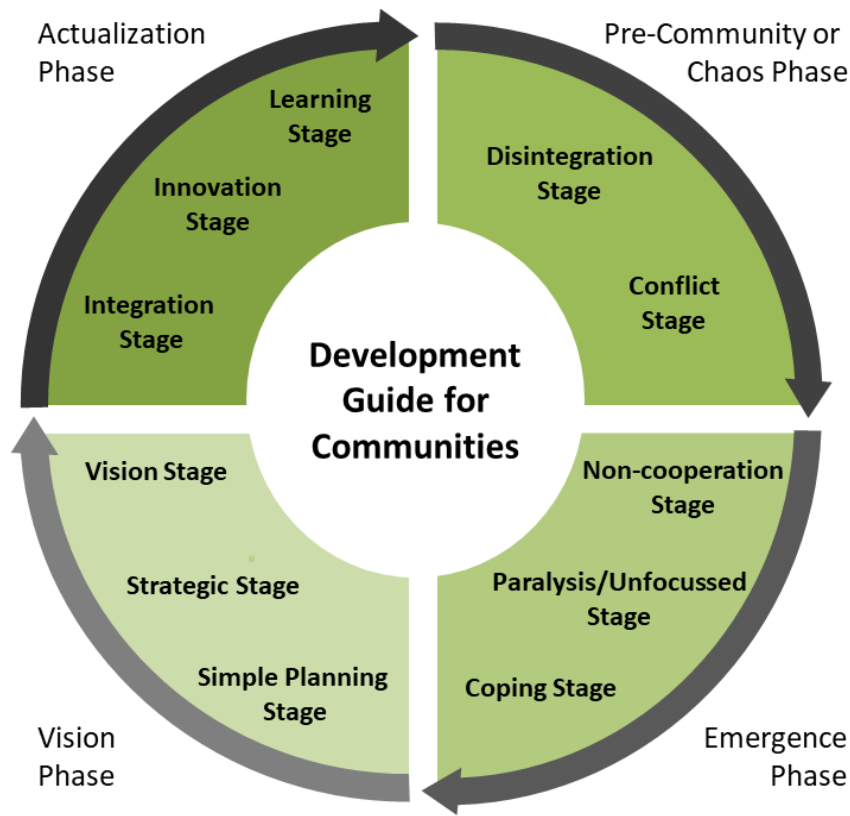 Actualization
Phase
Pre-Community or
Chaos Phase
Learning
Stage
Innovation
Stage
Integration
Stage
Disintegration
Stage
Conflict
Stage
Development
Guide for
Communities
Vision Stage
Strategic Stage
Simple Planning
Stage
Non-cooperation
Stage
Paralysis/Unfocussed
Stage
Coping Stage
Vision
Phase
Emergence
Phase